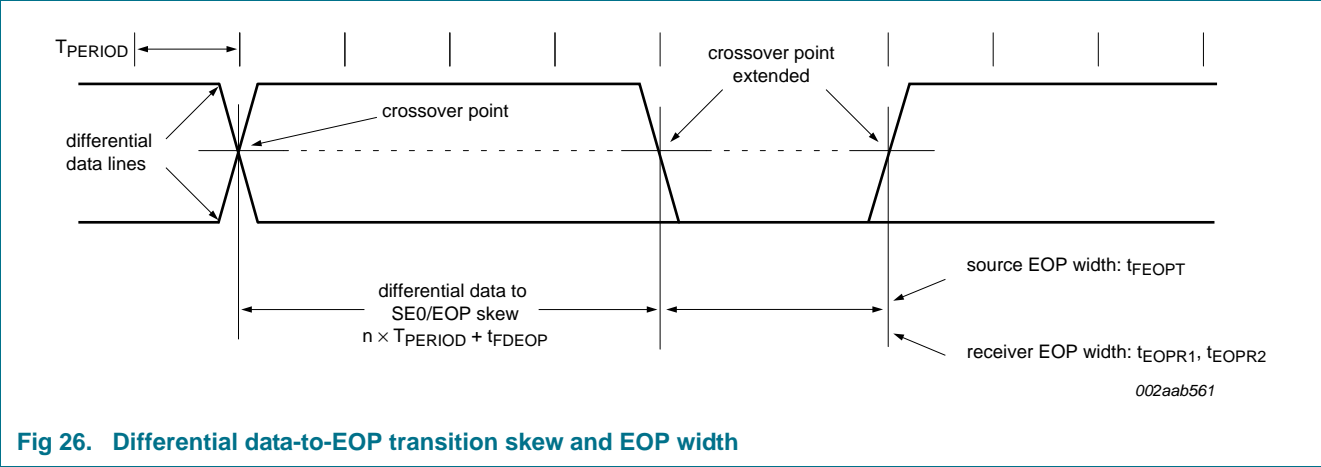 TPERIOD
crossover point
extended
crossover point
differential
data lines
differential data to
SE0/EOP skew
n × TPERIOD + tFDEOP
source EOP width: tFEOPT
receiver EOP width: tEOPR1, tEOPR2
002aab561
Fig 26. Differential data-to-EOP transition skew and EOP width